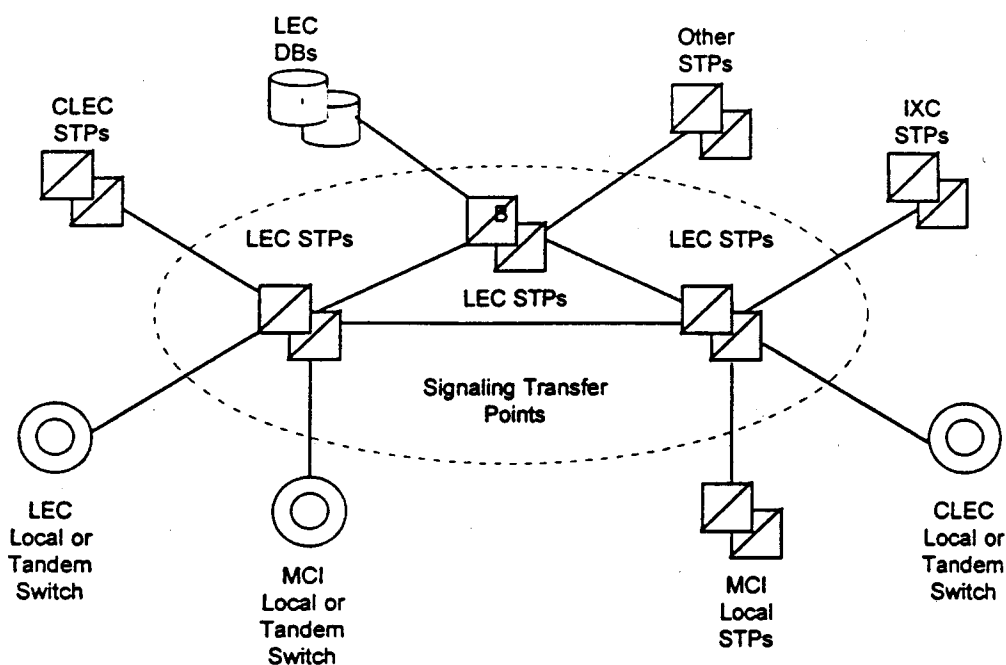 LEC
DBs
Other
STPs
CLEC
STPs
IXC
STPs
B
LEC STPs
LEC STPs
LEC STPs
Signaling Transfer
Points
LEC
Local or
Tandem
Switch
MCI
Local or
Tandem
Switch
MCI
Local
STPs
CLEC
Local or
Tandem
Switch